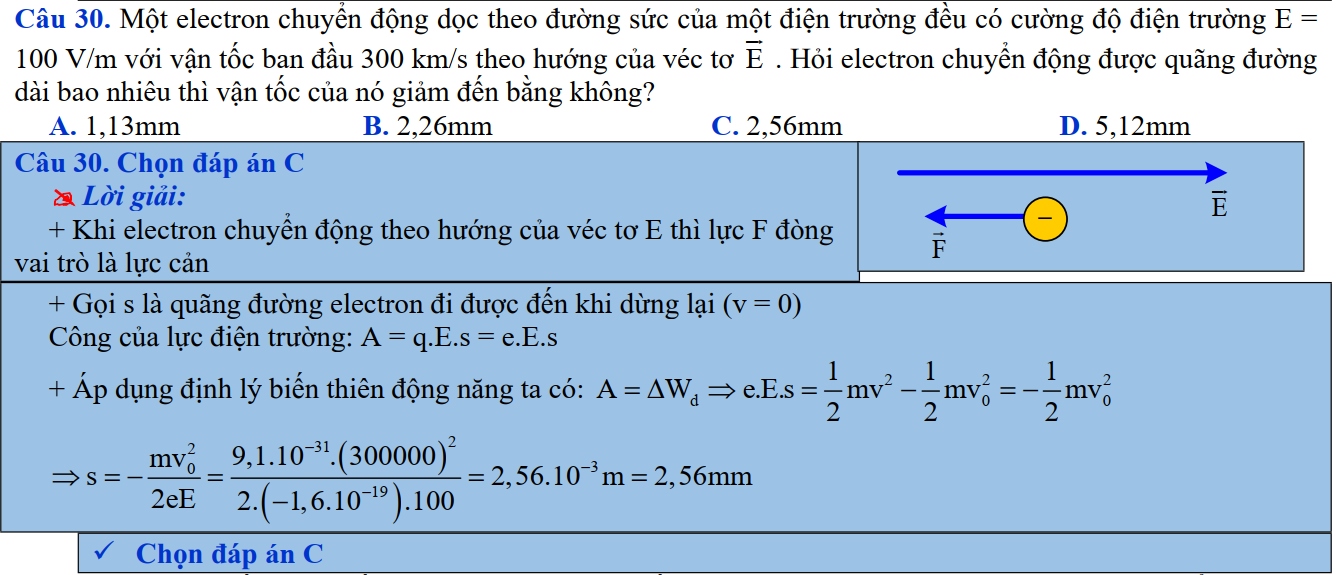 Câu 30. Một electron chuyển động dọc theo đường sức của một điện trường đều có cường độ điện trường E =
100 V/m với vận tốc ban đầu 300 km/s theo hướng của véc tơ \vec{E} . Hỏi electron chuyển động được quãng đường
dài bao nhiêu thì vận tốc của nó giảm đến bằng không?
A. 1,13mm B. 2,26mm C. 2,56mm D. 5,12mm
Câu 30. Chọn đáp án C
Lời giải:
+ Khi electron chuyển động theo hướng của véc tơ E thì lực F đòng
vai trò là lực cản
\vec{E}
−
\vec{F}
+ Gọi s là quãng đường electron đi được đến khi dừng lại (v = 0)
Công của lực điện trường: A = q.E.s = e.E.s
+ Áp dụng định lý biến thiên động năng ta có: A = ΔW_d ⇒ e.E.s = \frac{1}{2}mv^2 − \frac{1}{2}mv_0^2 = −\frac{1}{2}mv_0^2
⇒ s = −\frac{mv_0^2}{2eE} = \frac{9,1.10^{−31}.(300000)^2}{2.(−1,6.10^{−19}).100} = 2,56.10^{−3}m = 2,56mm
✓ Chọn đáp án C